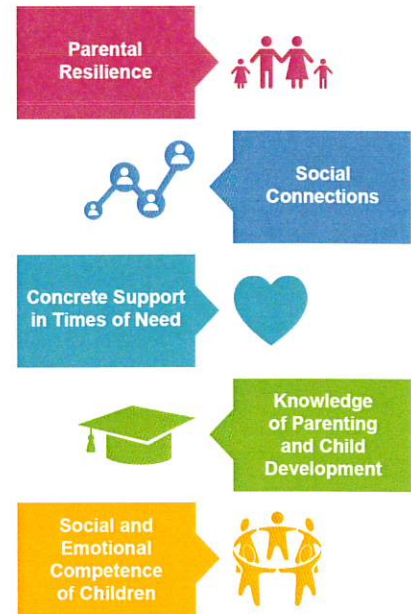 Parental
Resilience
Social
Connections
Concrete Support
in Times of Need
Knowledge
of Parenting
and Child
Development
Social and
Emotional
Competence
of Children